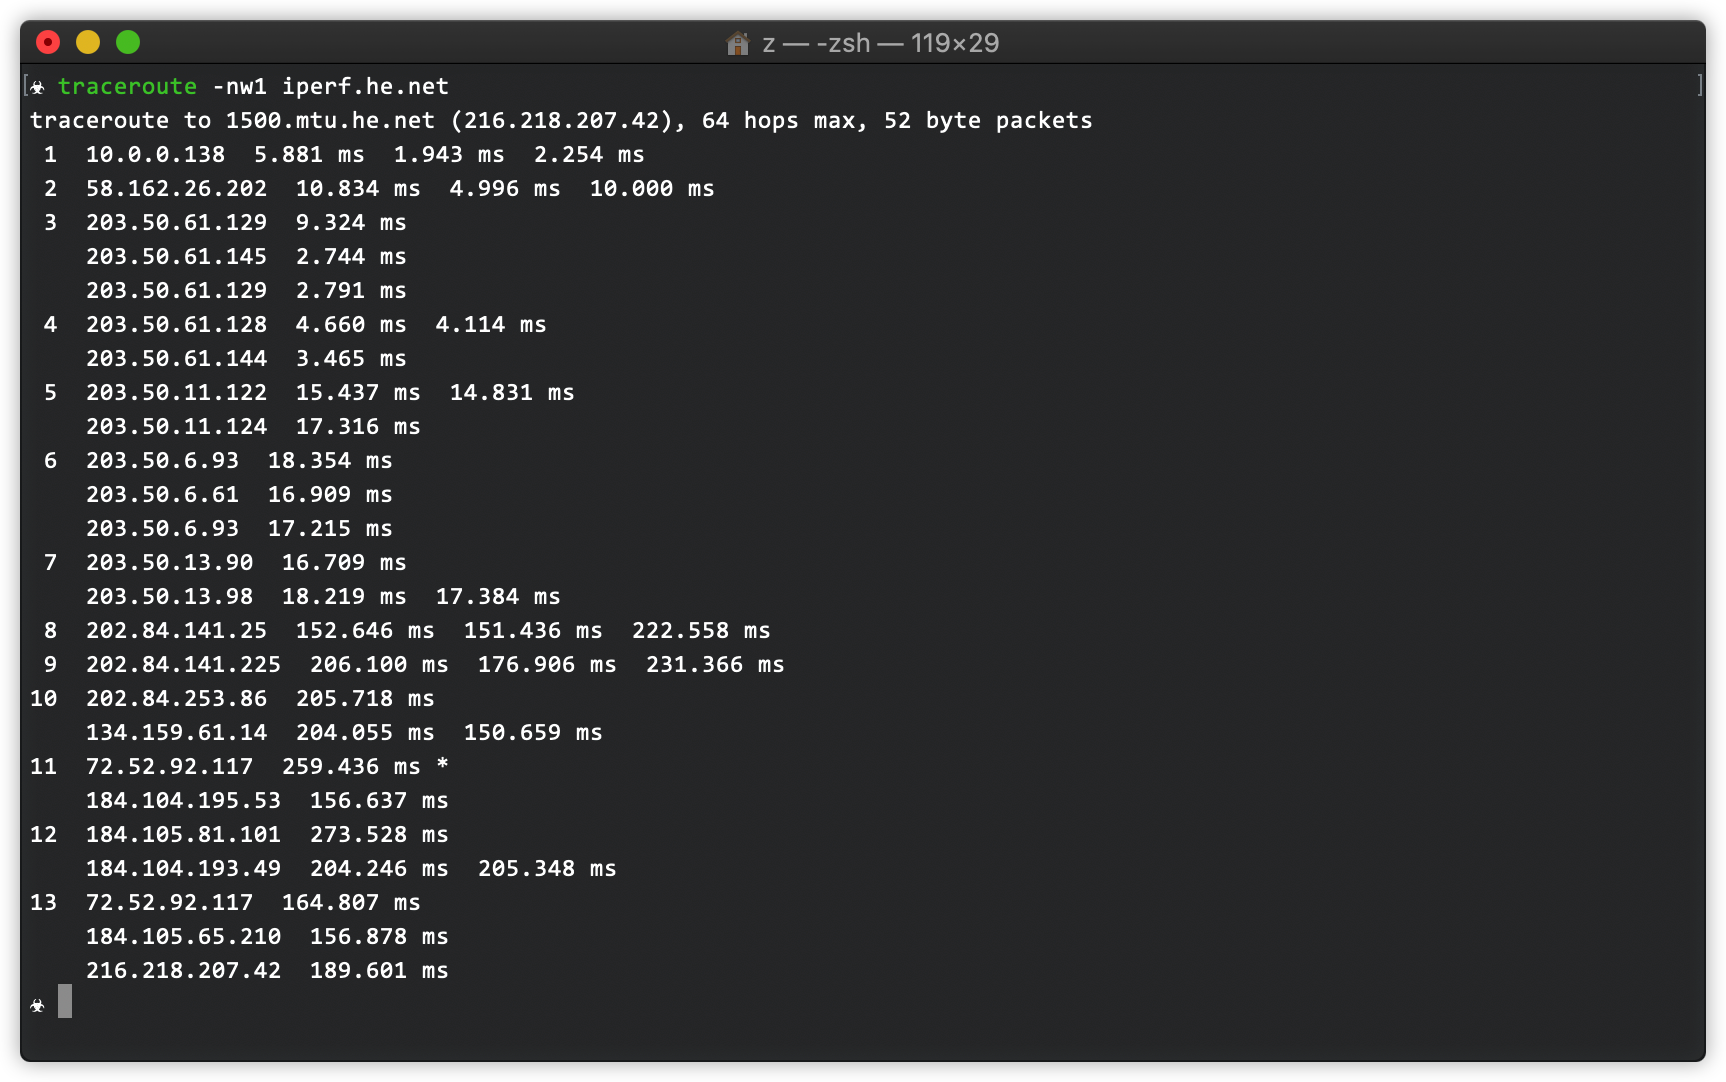 z — -zsh — 119×29
[☣ traceroute -nw1 iperf.he.net ]
traceroute to 1500.mtu.he.net (216.218.207.42), 64 hops max, 52 byte packets
 1  10.0.0.138  5.881 ms  1.943 ms  2.254 ms
 2  58.162.26.202  10.834 ms  4.996 ms  10.000 ms
 3  203.50.61.129  9.324 ms
    203.50.61.145  2.744 ms
    203.50.61.129  2.791 ms
 4  203.50.61.128  4.660 ms  4.114 ms
    203.50.61.144  3.465 ms
 5  203.50.11.122  15.437 ms  14.831 ms
    203.50.11.124  17.316 ms
 6  203.50.6.93  18.354 ms
    203.50.6.61  16.909 ms
    203.50.6.93  17.215 ms
 7  203.50.13.90  16.709 ms
    203.50.13.98  18.219 ms  17.384 ms
 8  202.84.141.25  152.646 ms  151.436 ms  222.558 ms
 9  202.84.141.225  206.100 ms  176.906 ms  231.366 ms
10  202.84.253.86  205.718 ms
    134.159.61.14  204.055 ms  150.659 ms
11  72.52.92.117  259.436 ms *
    184.104.195.53  156.637 ms
12  184.105.81.101  273.528 ms
    184.104.193.49  204.246 ms  205.348 ms
13  72.52.92.117  164.807 ms
    184.105.65.210  156.878 ms
    216.218.207.42  189.601 ms
☣